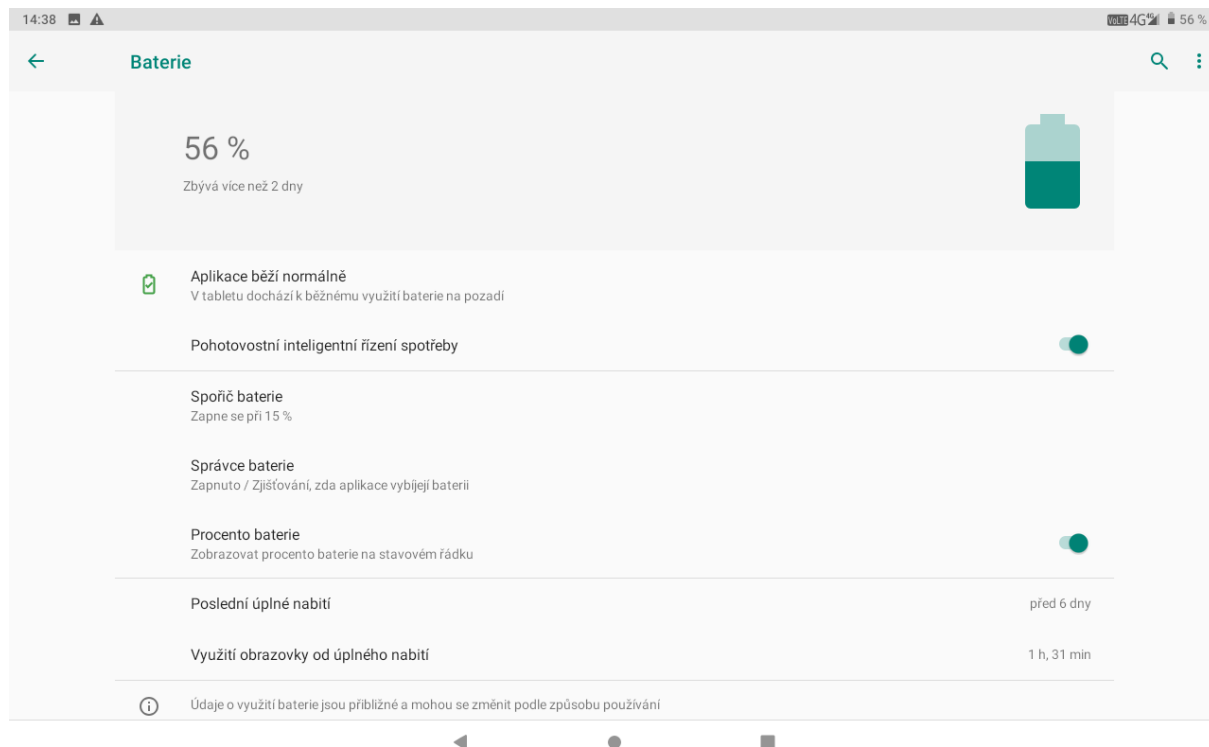 14:38 VoLTE 4G 4G 56 %
Baterie
56 %
Zbývá více než 2 dny
Aplikace běží normálně
V tabletu dochází k běžnému využití baterie na pozadí
Pohotovostní inteligentní řízení spotřeby
Spořič baterie
Zapne se při 15 %
Správce baterie
Zapnuto / Zjišťování, zda aplikace vybíjejí baterii
Procento baterie
Zobrazovat procento baterie na stavovém řádku
Poslední úplné nabití před 6 dny
Využití obrazovky od úplného nabití 1 h, 31 min
Údaje o využití baterie jsou přibližné a mohou se změnit podle způsobu používání